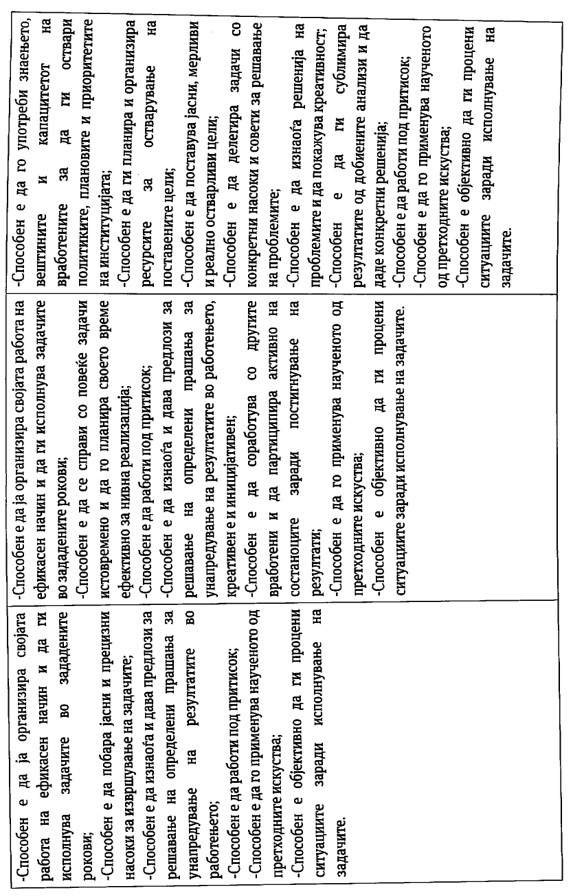 -Способен е да ја организира својата
работа на ефикасен начин и да ги
исполнува задачите во зададените
рокови;
-Способен е да побара јасни и прецизни
насоки за извршување на задачите;
-Способен е да изнаоѓа и дава предлози за
решавање на определени прашања за
унапредување на резултатите во
работењето;
-Способен е да работи под притисок;
-Способен е да го применува наученото од
претходните искуства;
-Способен е објективно да ги процени
ситуациите заради исполнување на
задачите.
-Способен е да ја организира својата работа на
ефикасен начин и да ги исполнува задачите
во зададените рокови;
-Способен е да се справи со повеќе задачи
истовремено и да го планира своето време
ефективно за нивна реализација;
-Способен е да работи под притисок;
-Способен е да изнаоѓа и дава предлози за
решавање на определени прашања за
унапредување на резултатите во работењето,
креативен е и иницијативен;
-Способен е да соработува со другите
вработени и да партиципира активно на
состаноците заради постигнување на
резултати;
-Способен е да го применува наученото од
претходните искуства;
-Способен е објективно да ги процени
ситуациите заради исполнување на задачите.
-Способен е да го употреби знаењето,
вештините и капацитетот на
вработените за да ги оствари
политиките, плановите и приоритетите
на институцијата;
-Способен е да ги планира и организира
ресурсите за остварување на
поставените цели;
-Способен е да поставува јасни, мерливи
и реално остварливи цели;
-Способен е да делегира задачи со
конкретни насоки и совети за решавање
на проблемите;
-Способен е да изнаоѓа решенија на
проблемите и да покажува креативност;
-Способен е да ги сублимира
резултатите од добиените анализи и да
даде конкретни решенија;
-Способен е да работи под притисок;
-Способен е да го применува наученото
од претходните искуства;
-Способен е објективно да ги процени
ситуациите заради исполнување на
задачите.